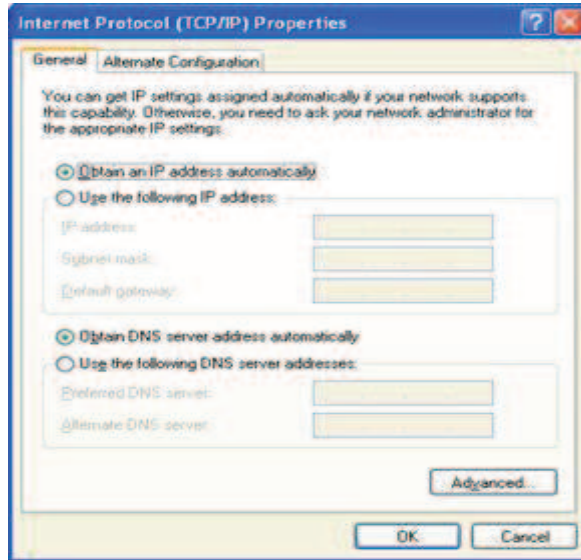 Internet Protocol (TCP/IP) Properties
General Alternate Configuration
You can get IP settings assigned automatically if your network supports
this capability. Otherwise, you need to ask your network administrator for
the appropriate IP settings.
Obtain an IP address automatically
Use the following IP address:
IP address:
Subnet mask:
Default gateway:
Obtain DNS server address automatically
Use the following DNS server addresses:
Preferred DNS server:
Alternate DNS server:
Advanced...
OK Cancel